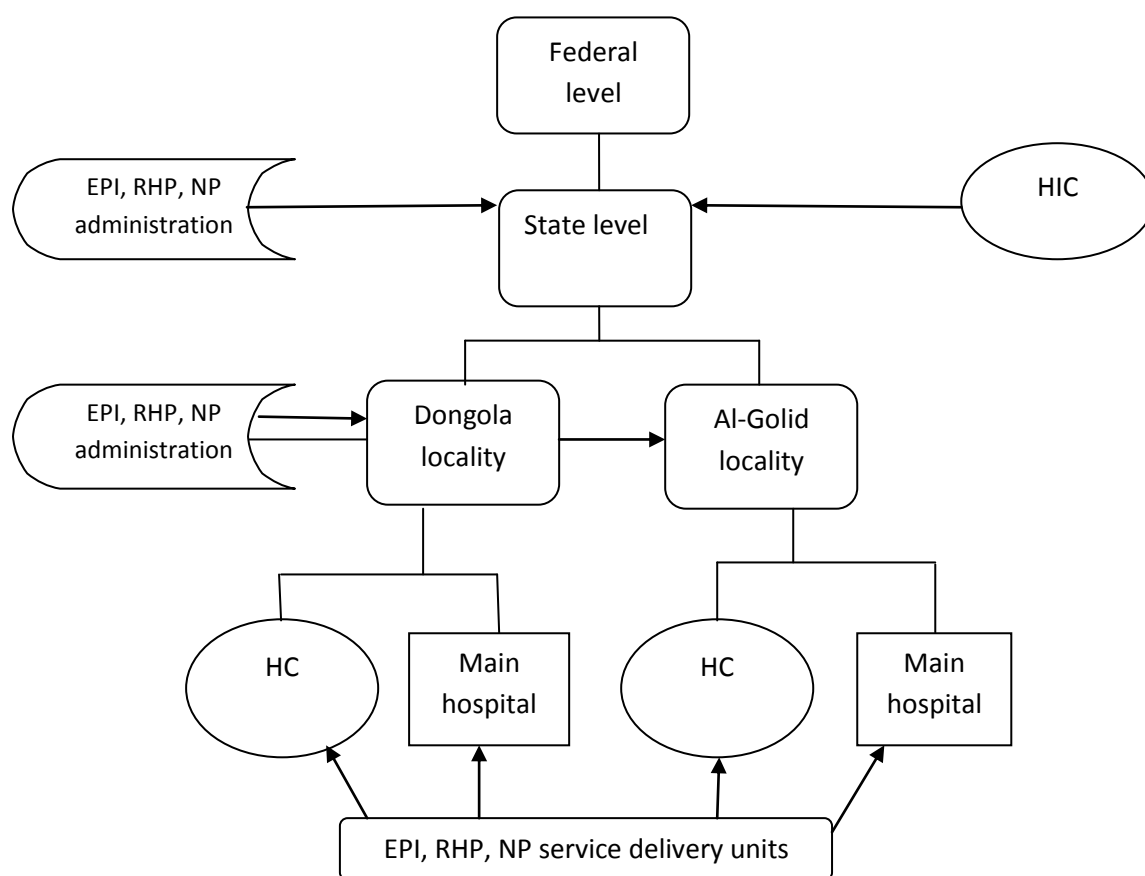 Federal
level
EPI, RHP, NP
administration
State level
HIC
EPI, RHP, NP
administration
Dongola
locality
Al-Golid
locality
HC
Main
hospital
HC
Main
hospital
EPI, RHP, NP service delivery units